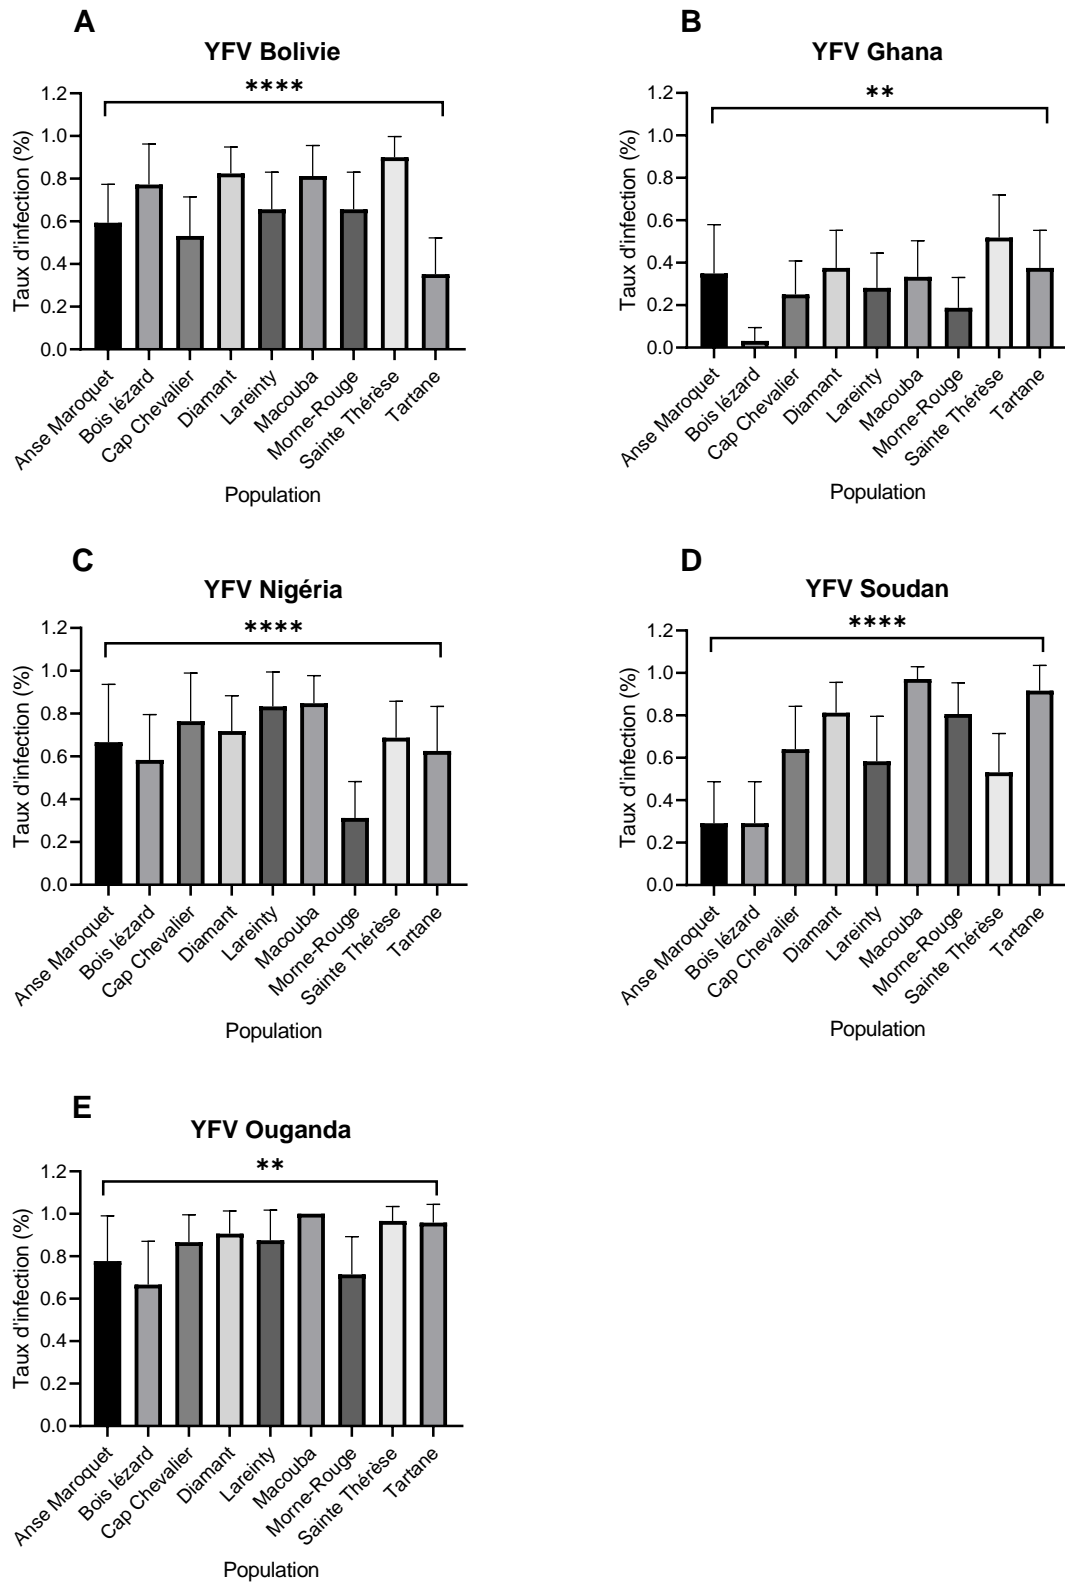 A
YFV Bolivie
****
Taux d'infection (%)
1.2
1.0
0.8
0.6
0.4
0.2
0.0
Anse Maroquet
Bois lézard
Cap Chevalier
Diamant
Lareinty
Macouba
Morne-Rouge
Sainte Thérèse
Tartane
Population
B
YFV Ghana
**
Taux d'infection (%)
1.2
1.0
0.8
0.6
0.4
0.2
0.0
Anse Maroquet
Bois lézard
Cap Chevalier
Diamant
Lareinty
Macouba
Morne-Rouge
Sainte Thérèse
Tartane
Population
C
YFV Nigéria
****
Taux d'infection (%)
1.2
1.0
0.8
0.6
0.4
0.2
0.0
Anse Maroquet
Bois lézard
Cap Chevalier
Diamant
Lareinty
Macouba
Morne-Rouge
Sainte Thérèse
Tartane
Population
D
YFV Soudan
****
Taux d'infection (%)
1.2
1.0
0.8
0.6
0.4
0.2
0.0
Anse Maroquet
Bois lézard
Cap Chevalier
Diamant
Lareinty
Macouba
Morne-Rouge
Sainte Thérèse
Tartane
Population
E
YFV Ouganda
**
Taux d'infection (%)
1.2
1.0
0.8
0.6
0.4
0.2
0.0
Anse Maroquet
Bois lézard
Cap Chevalier
Diamant
Lareinty
Macouba
Morne-Rouge
Sainte Thérèse
Tartane
Population